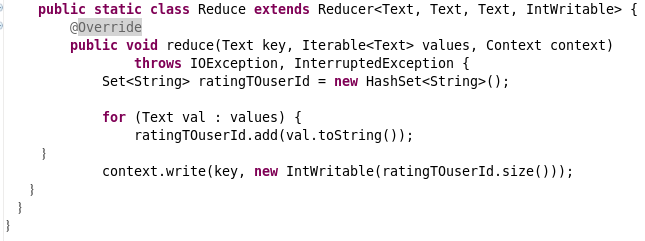 public static class Reduce extends Reducer<Text, Text, Text, IntWritable> {
@Override
public void reduce(Text key, Iterable<Text> values, Context context)
throws IOException, InterruptedException {
Set<String> ratingTOuserId = new HashSet<String>();
for (Text val : values) {
ratingTOuserId.add(val.toString());
}
context.write(key, new IntWritable(ratingTOuserId.size()));
}
}
}